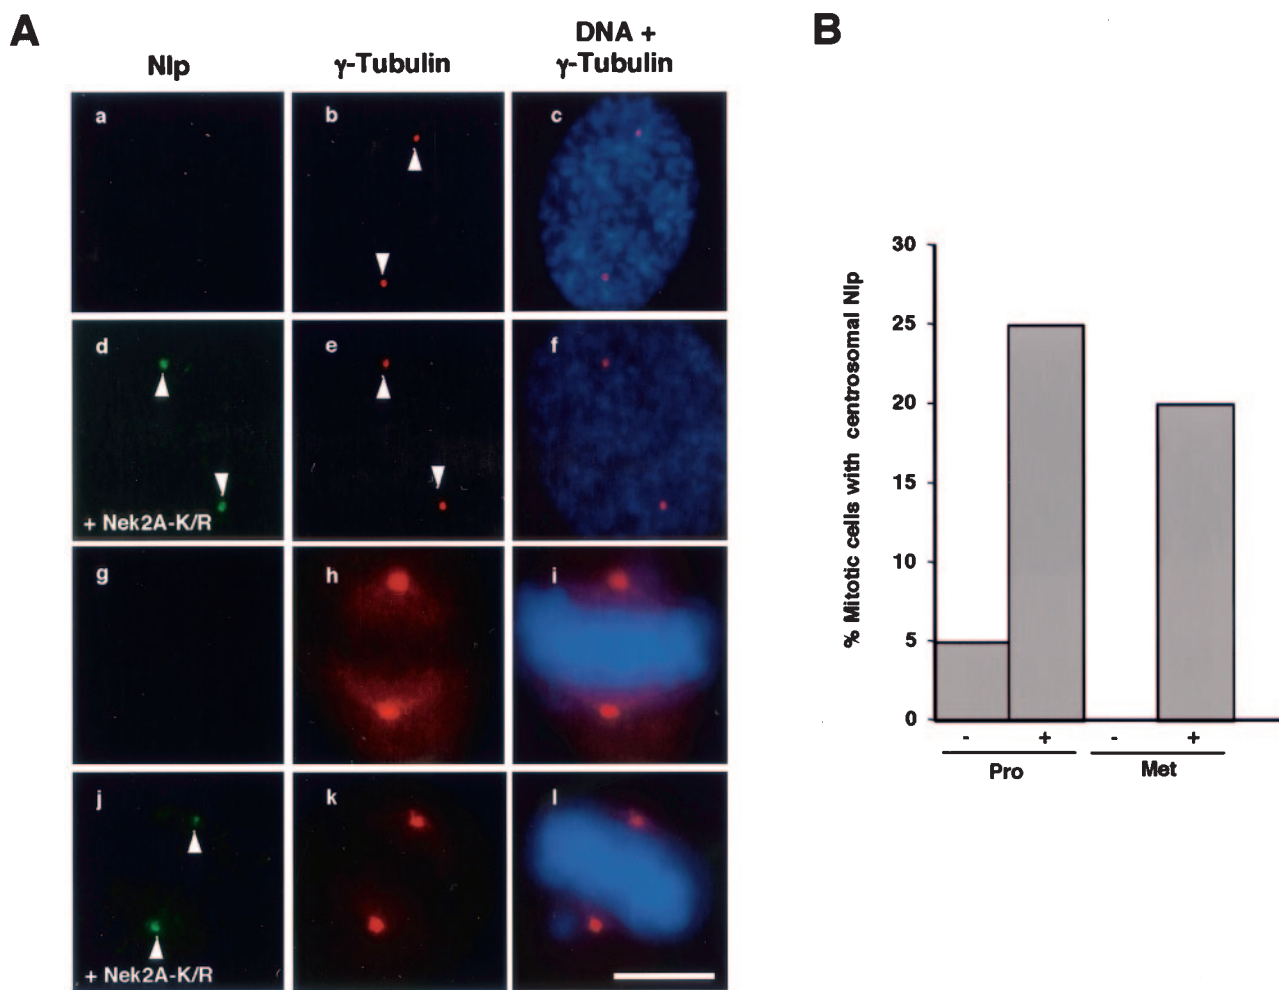 A
B
Nlp
γ-Tubulin
DNA +
γ-Tubulin
a
b
c
d
e
f
+ Nek2A-K/R
g
h
i
j
k
l
+ Nek2A-K/R
% Mitotic cells with centrosomal Nlp
30
25
20
15
10
5
0
- + - +
Pro Met